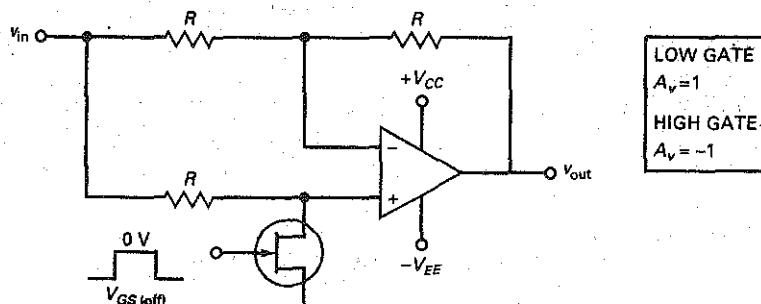 R
R
v_in
+V_CC
LOW GATE
A_v = 1
HIGH GATE
A_v = −1
−
v_out
R
+
0 V
−V_EE
V_GS(off)